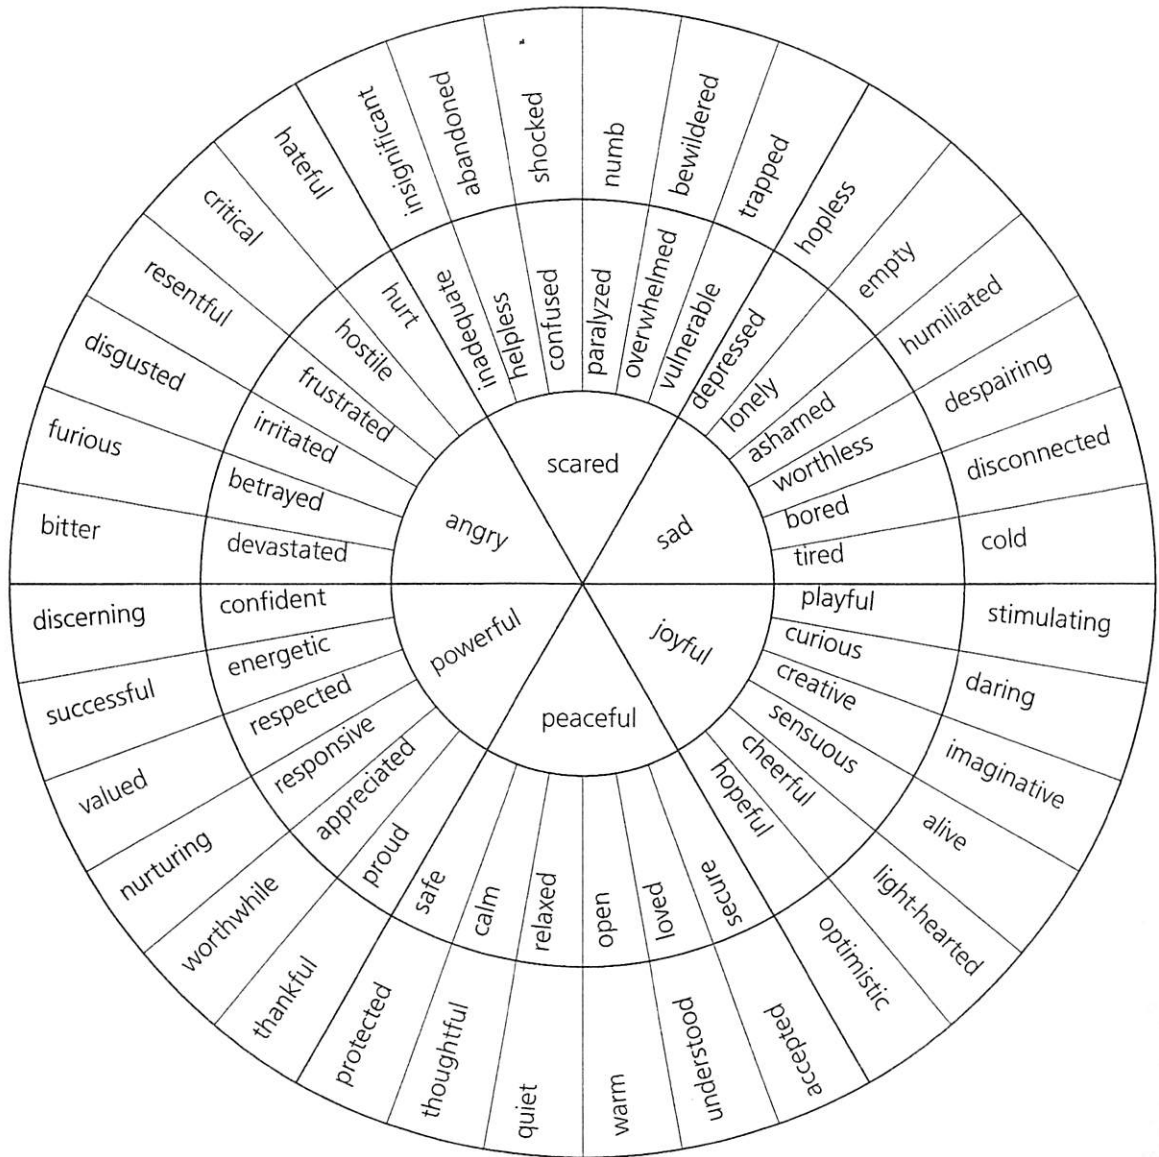 scared
sad
joyful
peaceful
powerful
angry
inadequate
helpless
confused
paralyzed
overwhelmed
vulnerable
depressed
lonely
ashamed
worthless
bored
tired
playful
curious
creative
sensuous
cheerful
hopeful
secure
loved
open
relaxed
calm
safe
proud
appreciated
responsive
respected
energetic
confident
devastated
betrayed
irritated
frustrated
hostile
hurt
insignificant
abandoned
shocked
numb
bewildered
trapped
hopless
empty
humiliated
despairing
disconnected
cold
stimulating
daring
imaginative
alive
light-hearted
optimistic
accepted
understood
warm
quiet
thoughtful
protected
thankful
worthwhile
nurturing
valued
successful
discerning
bitter
furious
disgusted
resentful
critical
hateful